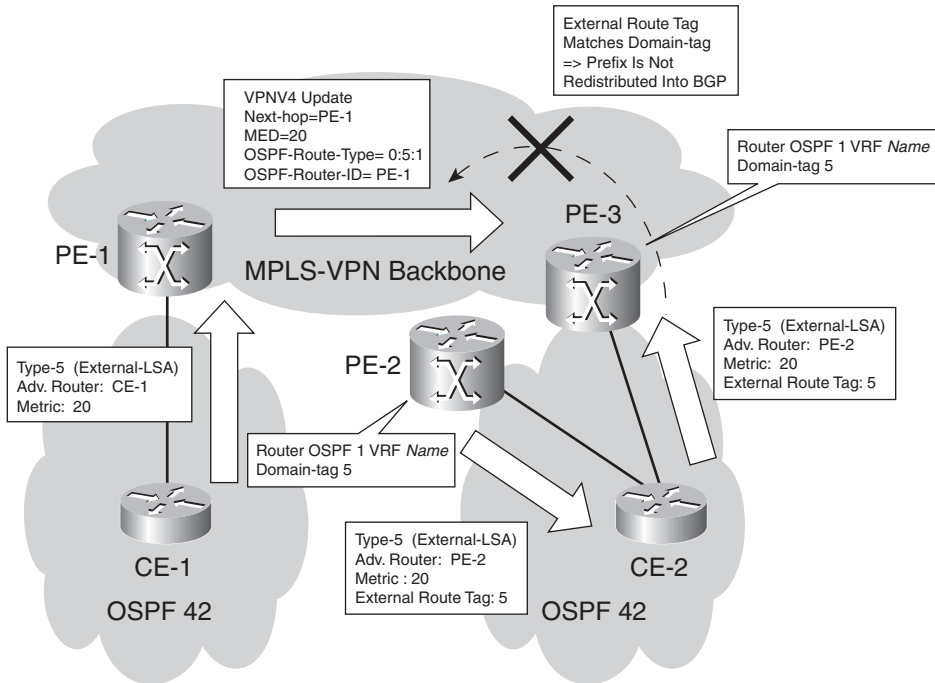 External Route Tag
Matches Domain-tag
=> Prefix Is Not
Redistributed Into BGP
VPNV4 Update
Next-hop=PE-1
MED=20
OSPF-Route-Type= 0:5:1
OSPF-Router-ID= PE-1
Router OSPF 1 VRF Name
Domain-tag 5
PE-3
PE-1
MPLS-VPN Backbone
Type-5 (External-LSA)
Adv. Router: PE-2
Metric: 20
External Route Tag: 5
PE-2
Type-5 (External-LSA)
Adv. Router: CE-1
Metric: 20
Router OSPF 1 VRF Name
Domain-tag 5
Type-5 (External-LSA)
Adv. Router: PE-2
Metric : 20
External Route Tag: 5
CE-1
CE-2
OSPF 42
OSPF 42